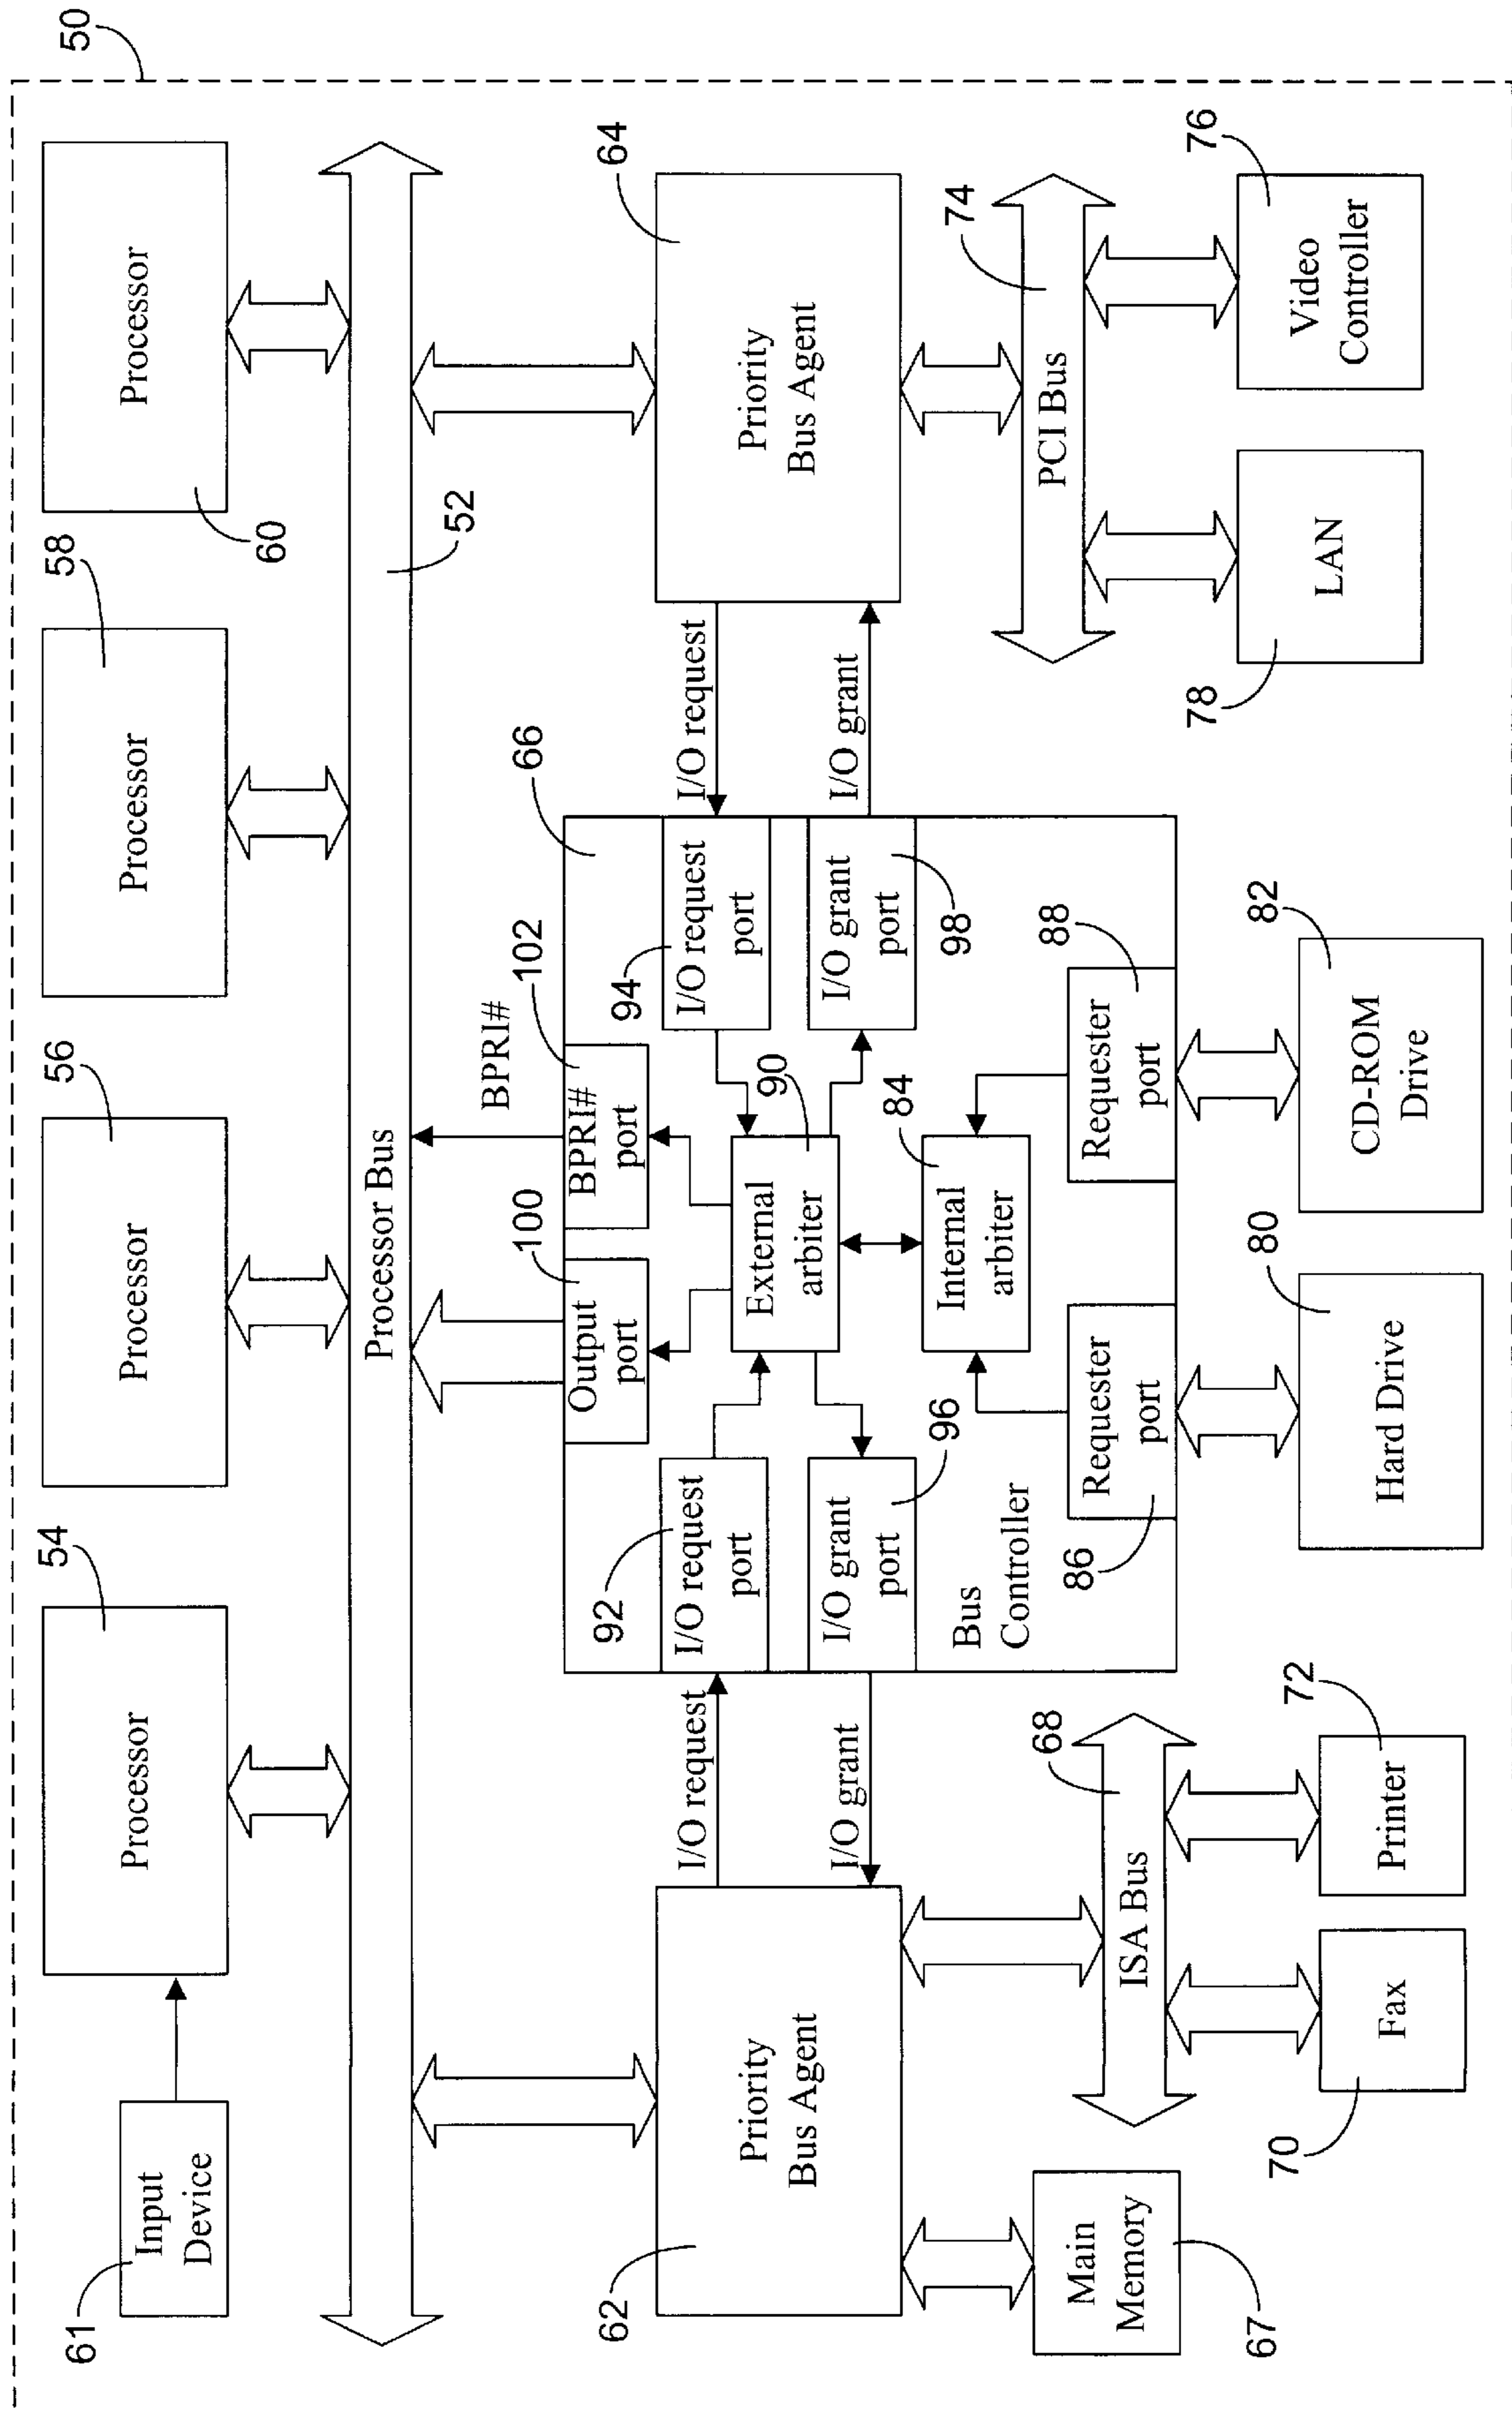 50
54
56
58
60
Processor
Processor
Processor
Processor
61
Input
Device
Processor Bus
52
BPRI#
62
Priority
Bus Agent
64
Priority
Bus Agent
66
100
Output
port
102
BPRI#
port
I/O request
I/O grant
92
I/O request
port
96
I/O grant
port
90
External
arbiter
94
I/O request
port
98
I/O grant
port
I/O request
I/O grant
84
Internal
arbiter
Bus
Controller
86
Requester
port
88
Requester
port
67
Main
Memory
68
ISA Bus
70
Fax
72
Printer
80
Hard Drive
82
CD-ROM
Drive
74
PCI Bus
78
LAN
76
Video
Controller